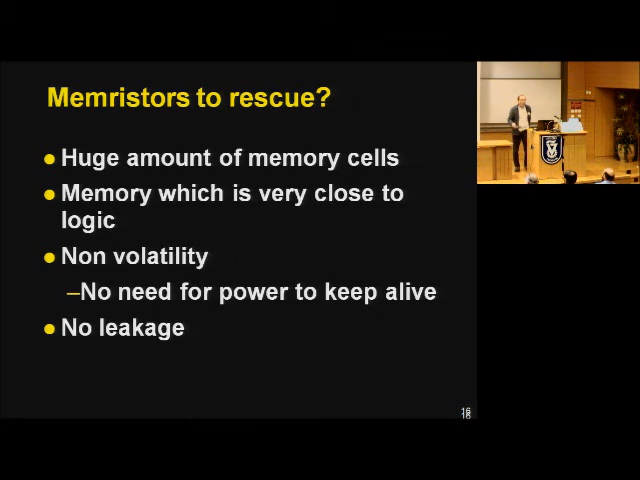 Memristors to rescue?
● Huge amount of memory cells
● Memory which is very close to
logic
● Non volatility
–No need for power to keep alive
● No leakage
16